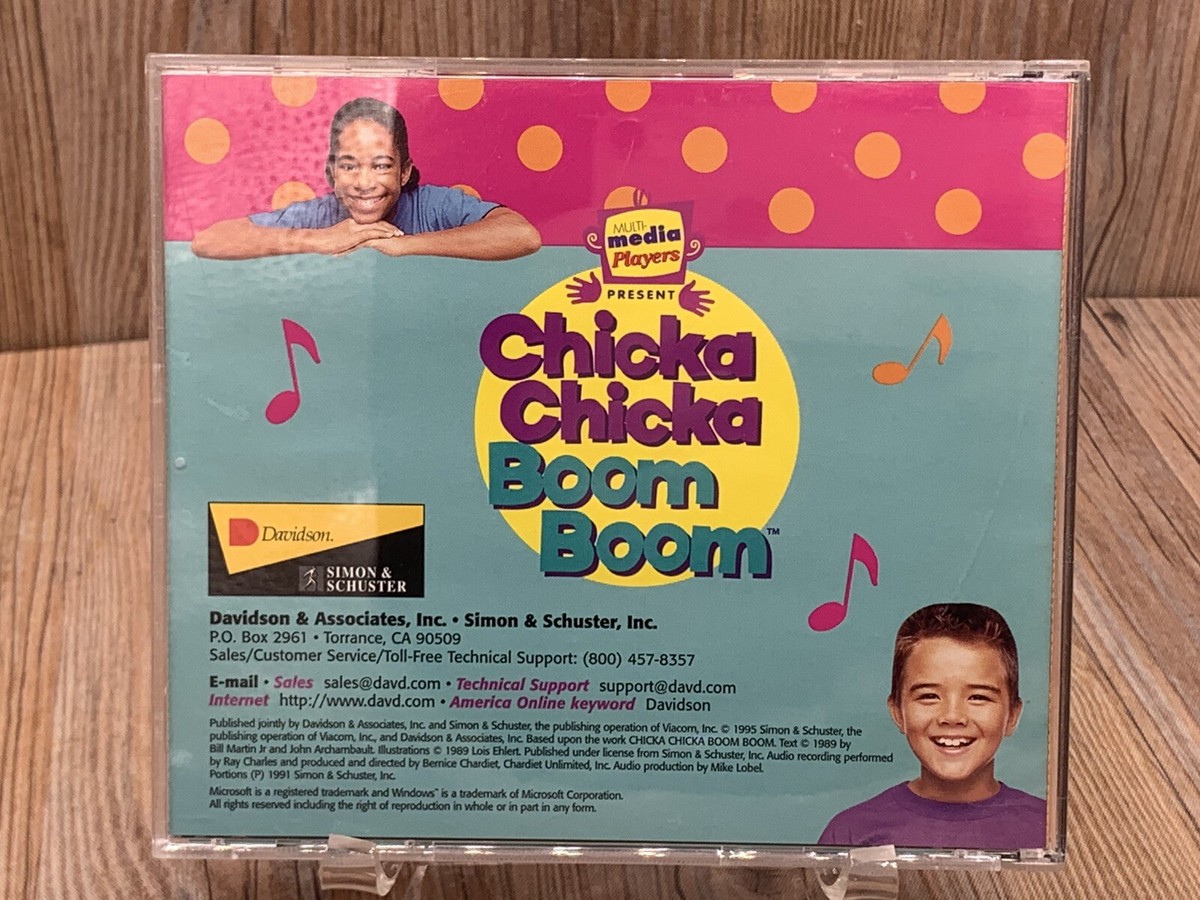 MULTI-
media
Players
PRESENT
Chicka
Chicka
Boom
Boom™
Davidson.
SIMON &
SCHUSTER
Davidson & Associates, Inc. • Simon & Schuster, Inc.
P.O. Box 2961 • Torrance, CA 90509
Sales/Customer Service/Toll-Free Technical Support: (800) 457-8357
E-mail • Sales sales@davd.com • Technical Support support@davd.com
Internet http://www.davd.com • America Online keyword Davidson
Published jointly by Davidson & Associates, Inc. and Simon & Schuster, the publishing operation of Viacom, Inc. © 1995 Simon & Schuster, the
publishing operation of Viacom, Inc., and Davidson & Associates, Inc. Based upon the work CHICKA CHICKA BOOM BOOM. Text © 1989 by
Bill Martin Jr and John Archambault. Illustrations © 1989 Lois Ehlert. Published under license from Simon & Schuster, Inc. Audio recording performed
by Ray Charles and produced and directed by Bernice Chardiet, Chardiet Unlimited, Inc. Audio production by Mike Lobel.
Portions (P) 1991 Simon & Schuster, Inc.
Microsoft is a registered trademark and Windows™ is a trademark of Microsoft Corporation.
All rights reserved including the right of reproduction in whole or in part in any form.